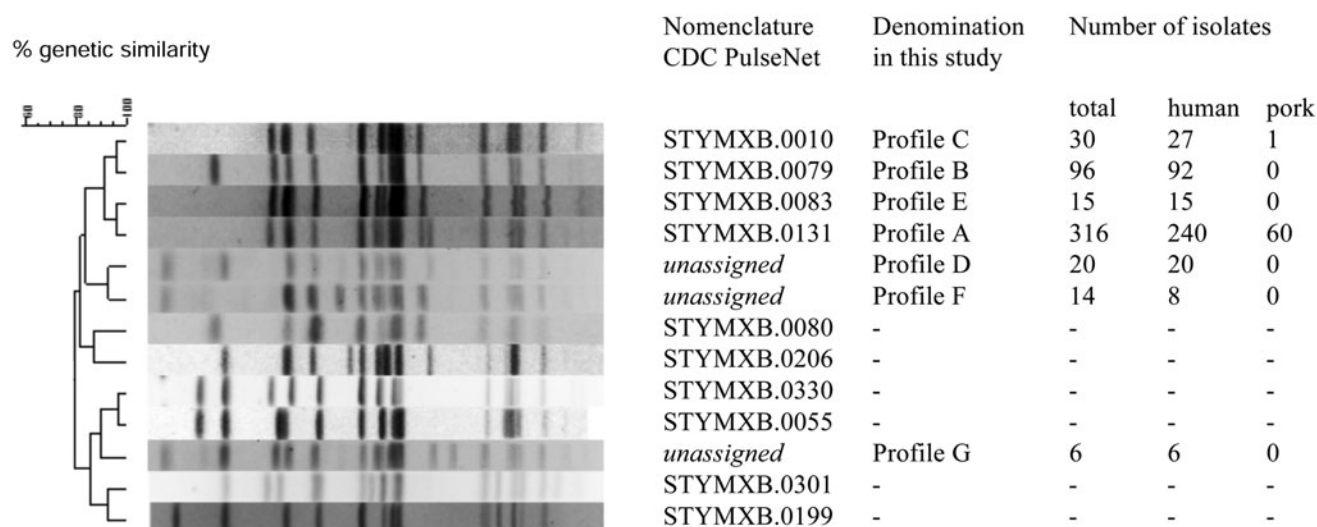 % genetic similarity
60 80 100
Nomenclature Denomination Number of isolates
CDC PulseNet in this study
total human pork
STYMXB.0010 Profile C 30 27 1
STYMXB.0079 Profile B 96 92 0
STYMXB.0083 Profile E 15 15 0
STYMXB.0131 Profile A 316 240 60
unassigned Profile D 20 20 0
unassigned Profile F 14 8 0
STYMXB.0080 - - - -
STYMXB.0206 - - - -
STYMXB.0330 - - - -
STYMXB.0055 - - - -
unassigned Profile G 6 6 0
STYMXB.0301 - - - -
STYMXB.0199 - - - -